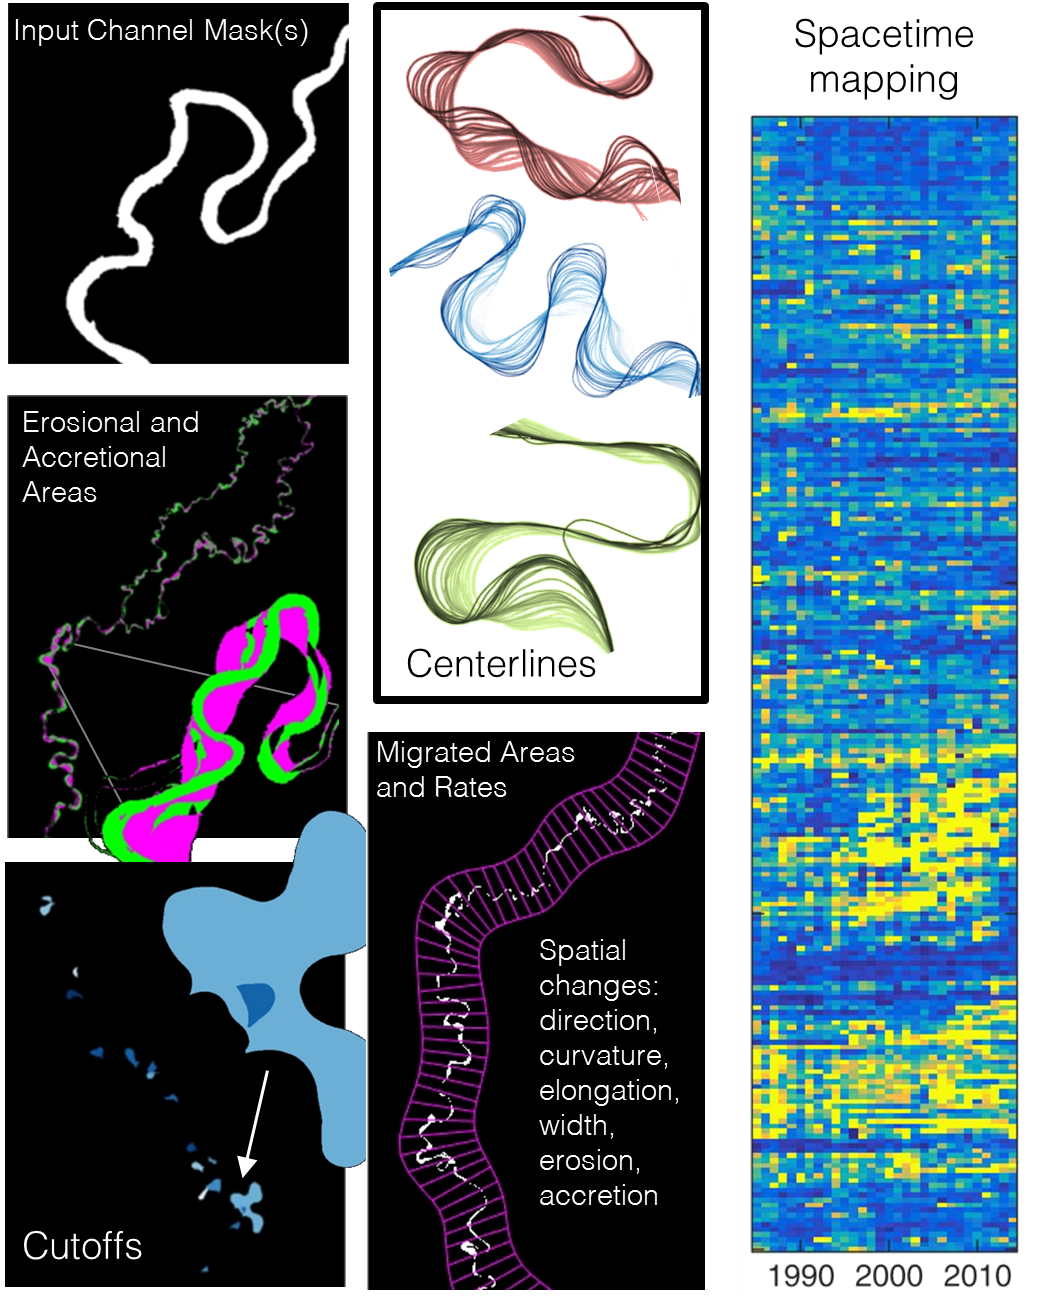 Input Channel Mask(s)
Spacetime
mapping
Erosional and
Accretional
Areas
Centerlines
Migrated Areas
and Rates
Spatial
changes:
direction,
curvature,
elongation,
width,
erosion,
accretion
Cutoffs
1990 2000 2010